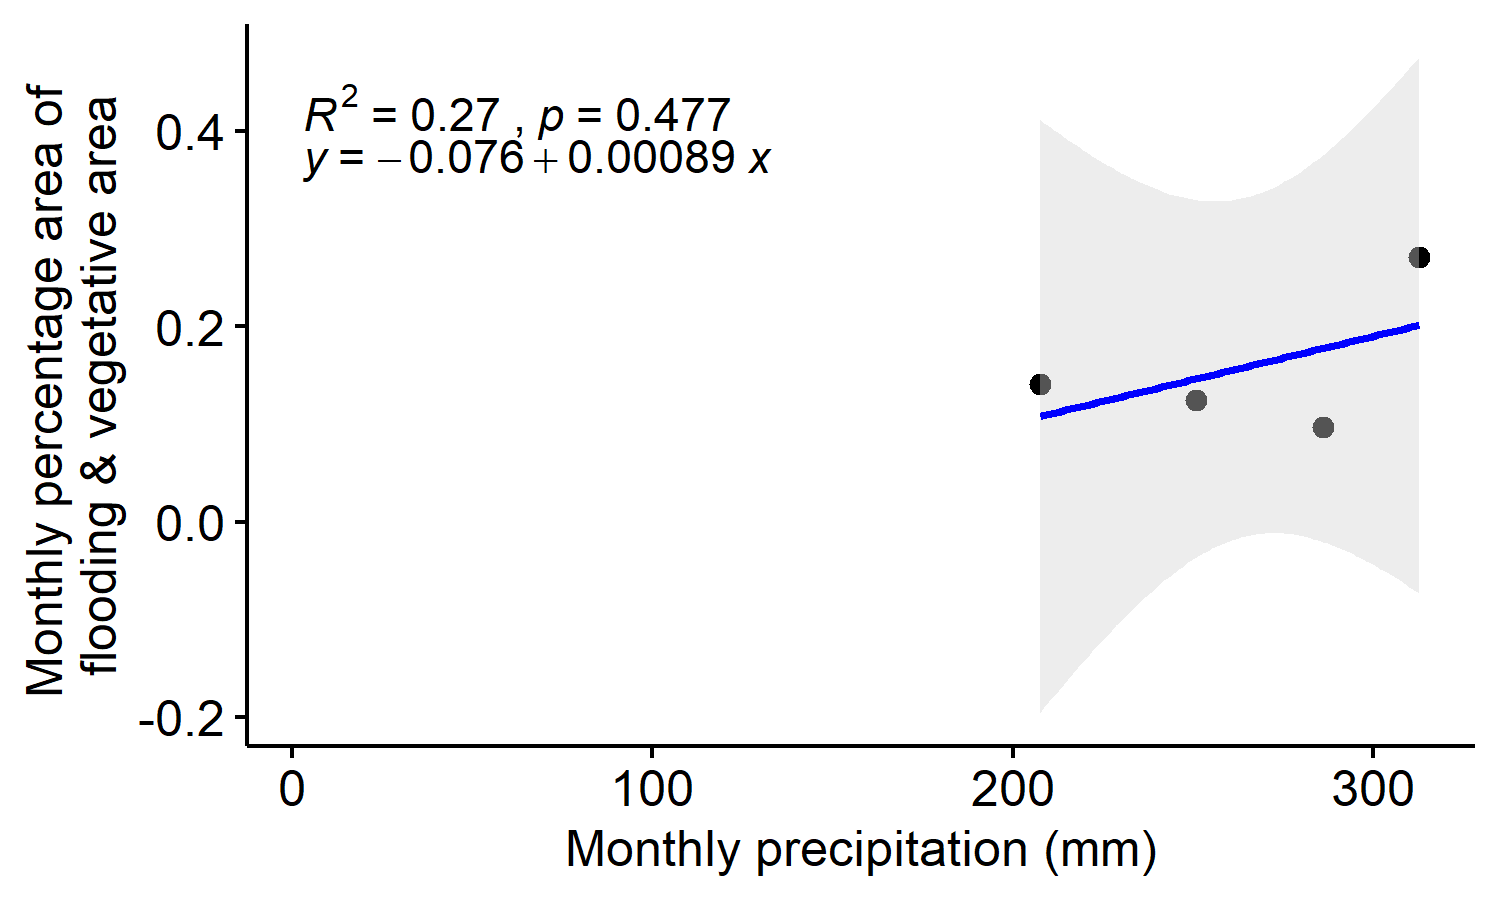 R² = 0.27 , p = 0.477
y = −0.076 + 0.00089 x
Monthly percentage area of
flooding & vegetative area
0.4
0.2
0.0
-0.2
0
100
200
300
Monthly precipitation (mm)